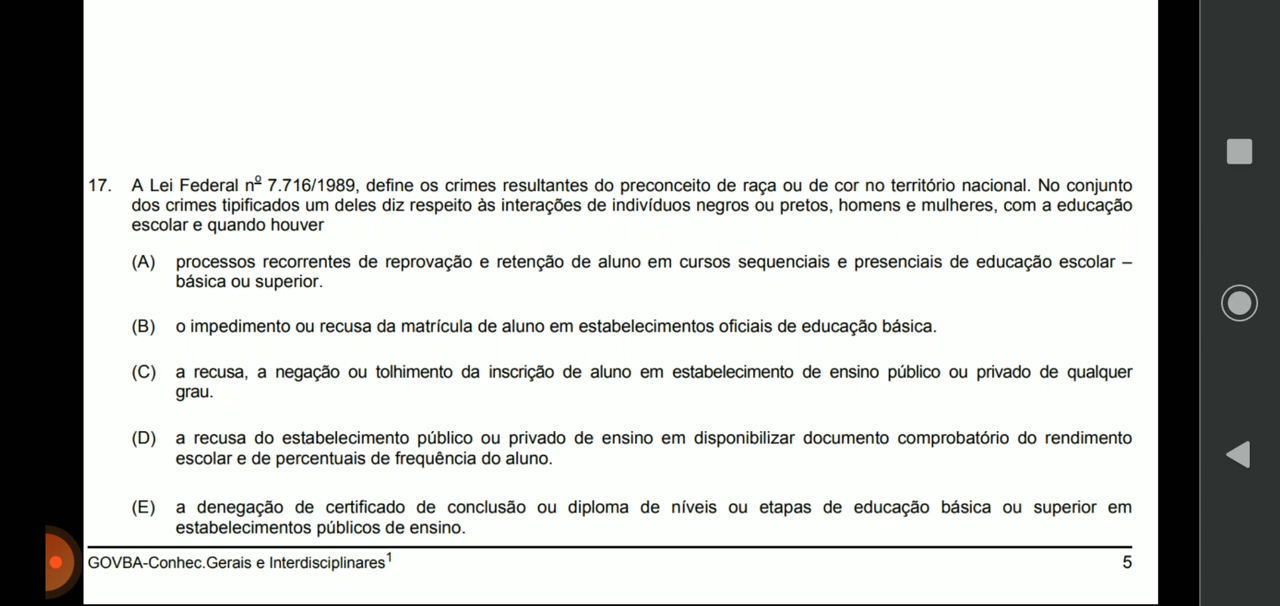 17. A Lei Federal nº 7.716/1989, define os crimes resultantes do preconceito de raça ou de cor no território nacional. No conjunto
dos crimes tipificados um deles diz respeito às interações de indivíduos negros ou pretos, homens e mulheres, com a educação
escolar e quando houver
(A) processos recorrentes de reprovação e retenção de aluno em cursos sequenciais e presenciais de educação escolar –
básica ou superior.
(B) o impedimento ou recusa da matrícula de aluno em estabelecimentos oficiais de educação básica.
(C) a recusa, a negação ou tolhimento da inscrição de aluno em estabelecimento de ensino público ou privado de qualquer
grau.
(D) a recusa do estabelecimento público ou privado de ensino em disponibilizar documento comprobatório do rendimento
escolar e de percentuais de frequência do aluno.
(E) a denegação de certificado de conclusão ou diploma de níveis ou etapas de educação básica ou superior em
estabelecimentos públicos de ensino.
GOVBA-Conhec.Gerais e Interdisciplinares¹ 5